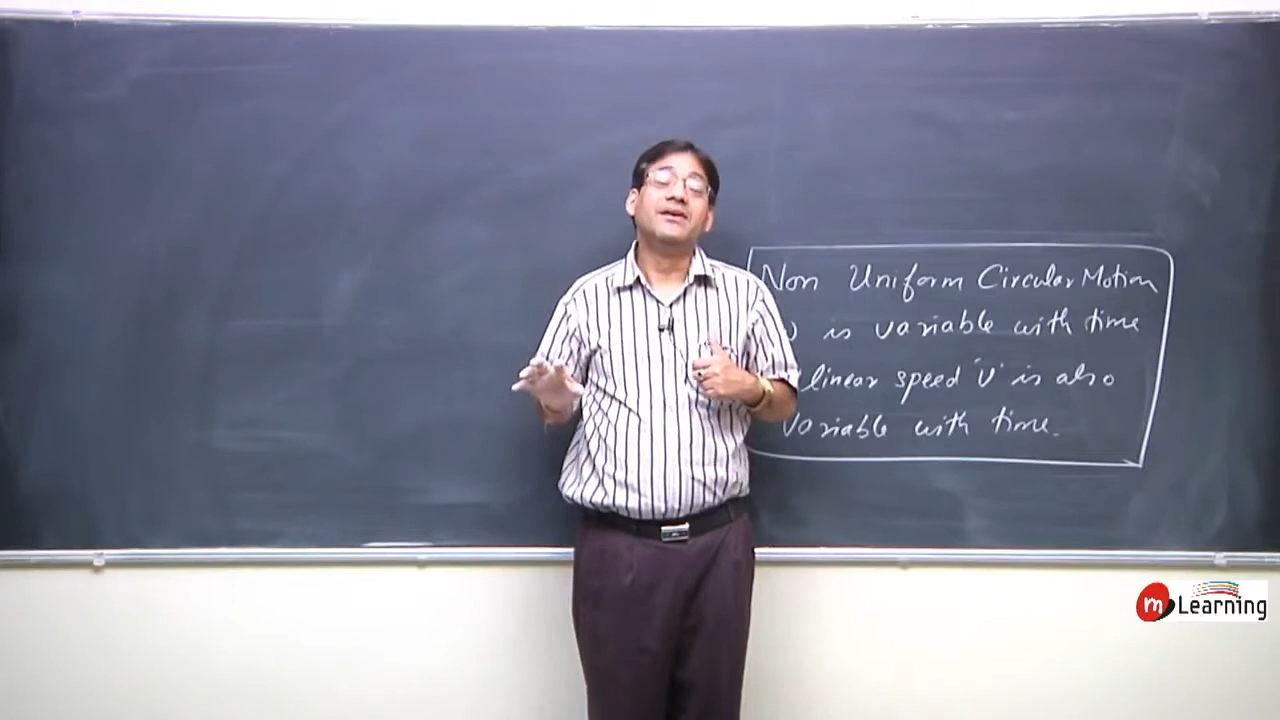 Non Uniform Circular Motion
is variable with time
linear speed 'v' is also
variable with time.
m Learning